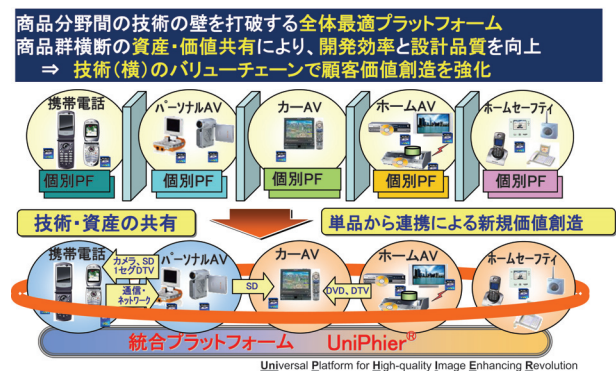 商品分野間の技術の壁を打破する全体最適プラットフォーム
商品群横断の資産・価値共有により、開発効率と設計品質を向上
⇒ 技術(横)のバリューチェーンで顧客価値創造を強化
携帯電話
パーソナルAV
カーAV
ホームAV
ホームセーフティ
個別PF
個別PF
個別PF
個別PF
個別PF
技術・資産の共有
単品から連携による新規価値創造
携帯電話
パーソナルAV
カーAV
ホームAV
ホームセーフティ
カメラ、SD
1セグDTV
通信・
ネットワーク
SD
DVD、DTV
統合プラットフォーム UniPhier®
Universal Platform for High-quality Image Enhancing Revolution